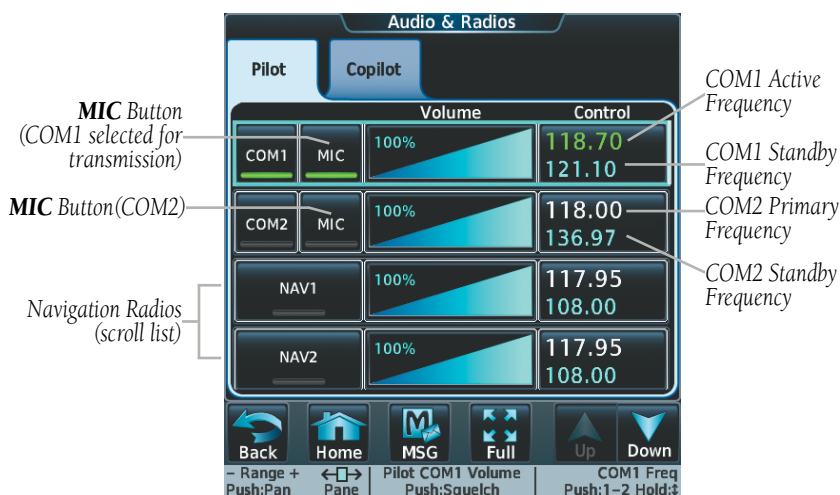 Audio & Radios
Pilot
Copilot
Volume
Control
COM1
MIC
100%
118.70
121.10
COM2
MIC
100%
118.00
136.97
NAV1
100%
117.95
108.00
NAV2
100%
117.95
108.00
Back
Home
MSG
Full
Up
Down
– Range +
Push:Pan
Pane
Pilot COM1 Volume
Push:Squelch
COM1 Freq
Push:1–2 Hold:↕
MIC Button
(COM1 selected for
transmission)
MIC Button(COM2)
Navigation Radios
(scroll list)
COM1 Active
Frequency
COM1 Standby
Frequency
COM2 Primary
Frequency
COM2 Standby
Frequency